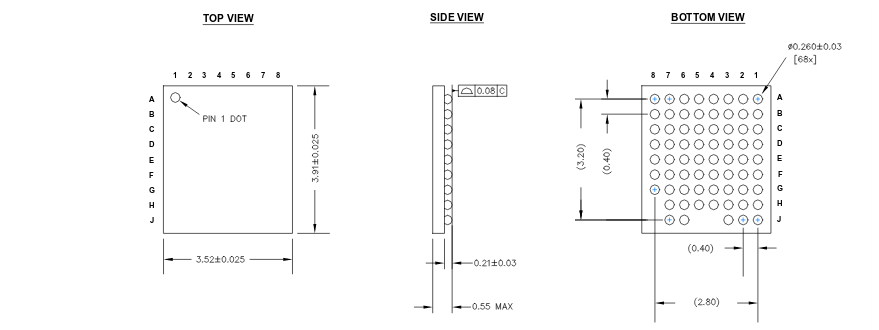 TOP VIEW
SIDE VIEW
BOTTOM VIEW
Ø0.260±0.03
[68x]
1 2 3 4 5 6 7 8
A
B
C
D
E
F
G
H
J
PIN 1 DOT
3.91±0.025
3.52±0.025
0.08 C
0.21±0.03
0.55 MAX
8 7 6 5 4 3 2 1
A
B
C
D
E
F
G
H
J
(3.20)
(0.40)
(0.40)
(2.80)